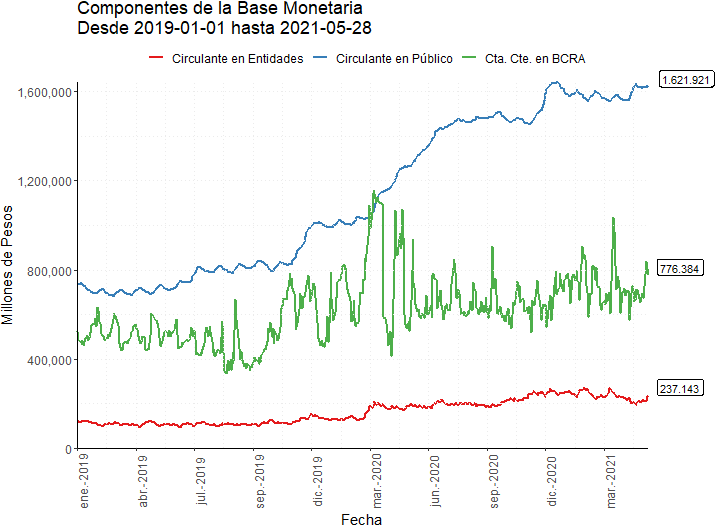 Componentes de la Base Monetaria
Desde 2019-01-01 hasta 2021-05-28
Circulante en Entidades Circulante en Público Cta. Cte. en BCRA
Millones de Pesos
1,600,000
1,200,000
800,000
400,000
0
1.621.921
776.384
237.143
ene.-2019
abr.-2019
jul.-2019
sep.-2019
dic.-2019
mar.-2020
jun.-2020
sep.-2020
dic.-2020
mar.-2021
Fecha